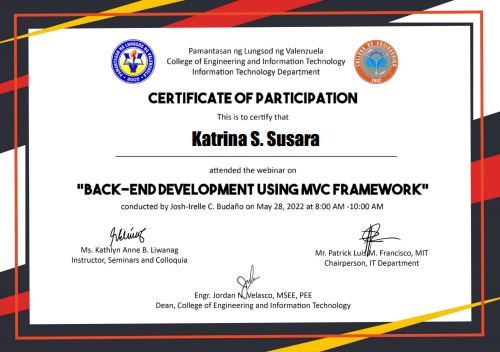 Pamantasan ng Lungsod ng Valenzuela
College of Engineering and Information Technology
Information Technology Department
CERTIFICATE OF PARTICIPATION
This is to certify that
Katrina S. Susara
attended the webinar on
"BACK-END DEVELOPMENT USING MVC FRAMEWORK"
conducted by Josh-Irelle C. Budaño on May 28, 2022 at 8:00 AM -10:00 AM
Ms. Kathlyn Anne B. Liwanag
Instructor, Seminars and Colloquia
Mr. Patrick Luis M. Francisco, MIT
Chairperson, IT Department
Engr. Jordan N. Velasco, MSEE, PEE
Dean, College of Engineering and Information Technology